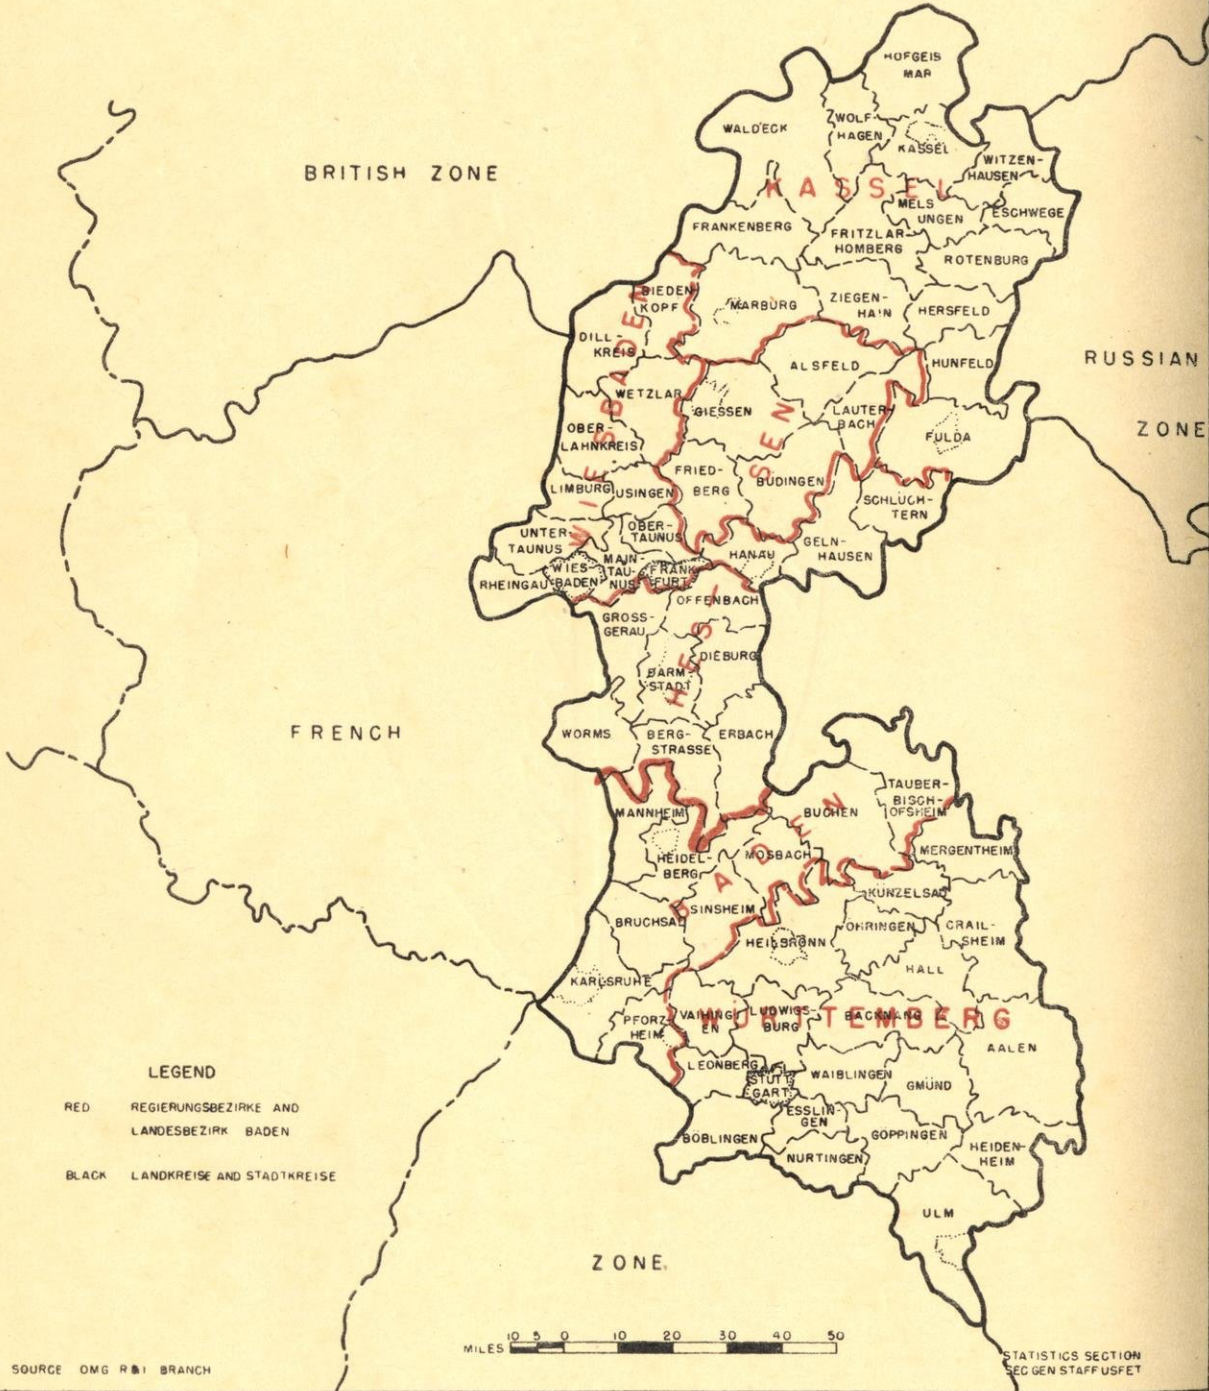 HOFGEIS
MAR
WALDECK
WOLF-
HAGEN
KASSEL
WITZEN-
HAUSEN
BRITISH ZONE
KASSEL
MELS
UNGEN
ESCHWEGE
FRANKENBERG
FRITZLAR-
HOMBERG
ROTENBURG
BIEDEN
KOPF
MARBURG
ZIEGEN-
HAIN
HERSFELD
DILL-
KREIS
ALSFELD
HUNFELD
RUSSIAN
ZONE
WIESBADEN
WETZLAR
GIESSEN
LAUTER-
BACH
OBER-
LAHNKREIS
FULDA
FRIED-
BERG
BUDINGEN
LIMBURG
USINGEN
SCHLUCH-
TERN
UNTER-
TAUNUS
OBER-
TAUNUS
GELN-
HAUSEN
HANAU
RHEINGAU
WIES-
BADEN
MAIN-
TAU-
NUS
FRANK
FURT
OFFENBACH
GROSS-
GERAU
HESSEN
DIEBURG
DARM-
STADT
FRENCH
WORMS
BERG-
STRASSE
ERBACH
TAUBER-
BISCH-
OFSHEIM
MANNHEIM
BUCHEN
BADEN
MERGENTHEIM
HEIDEL-
BERG
MOSBACH
KUNZELSAU
SINSHEIM
BRUCHSAL
OHRINGEN
CRAIL-
SHEIM
HEILBRONN
HALL
KARLSRUHE
PFORZ-
HEIM
VAIHING
EN
LUDWIGS-
BURG
BACKNANG
WÜRTTEMBERG
AALEN
LEONBERG
STUTT
GART
WAIBLINGEN
GMÜND
ESSLIN-
GEN
BÖBLINGEN
GÖPPINGEN
NURTINGEN
HEIDEN-
HEIM
ULM
ZONE
LEGEND
RED REGIERUNGSBEZIRKE AND
LANDESBEZIRK BADEN
BLACK LANDKREISE AND STADTKREISE
MILES 10 5 0 10 20 30 40 50
SOURCE OMG R&I BRANCH
STATISTICS SECTION
SEC GEN STAFF USFET